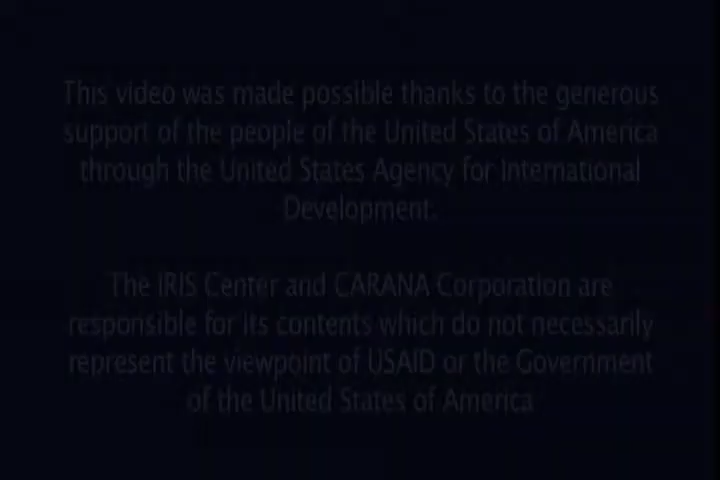 This video was made possible thanks to the generous
support of the people of the United States of America
through the United States Agency for International
Development.
The IRIS Center and CARANA Corporation are
responsible for its contents which do not necessarily
represent the viewpoint of USAID or the Government
of the United States of America